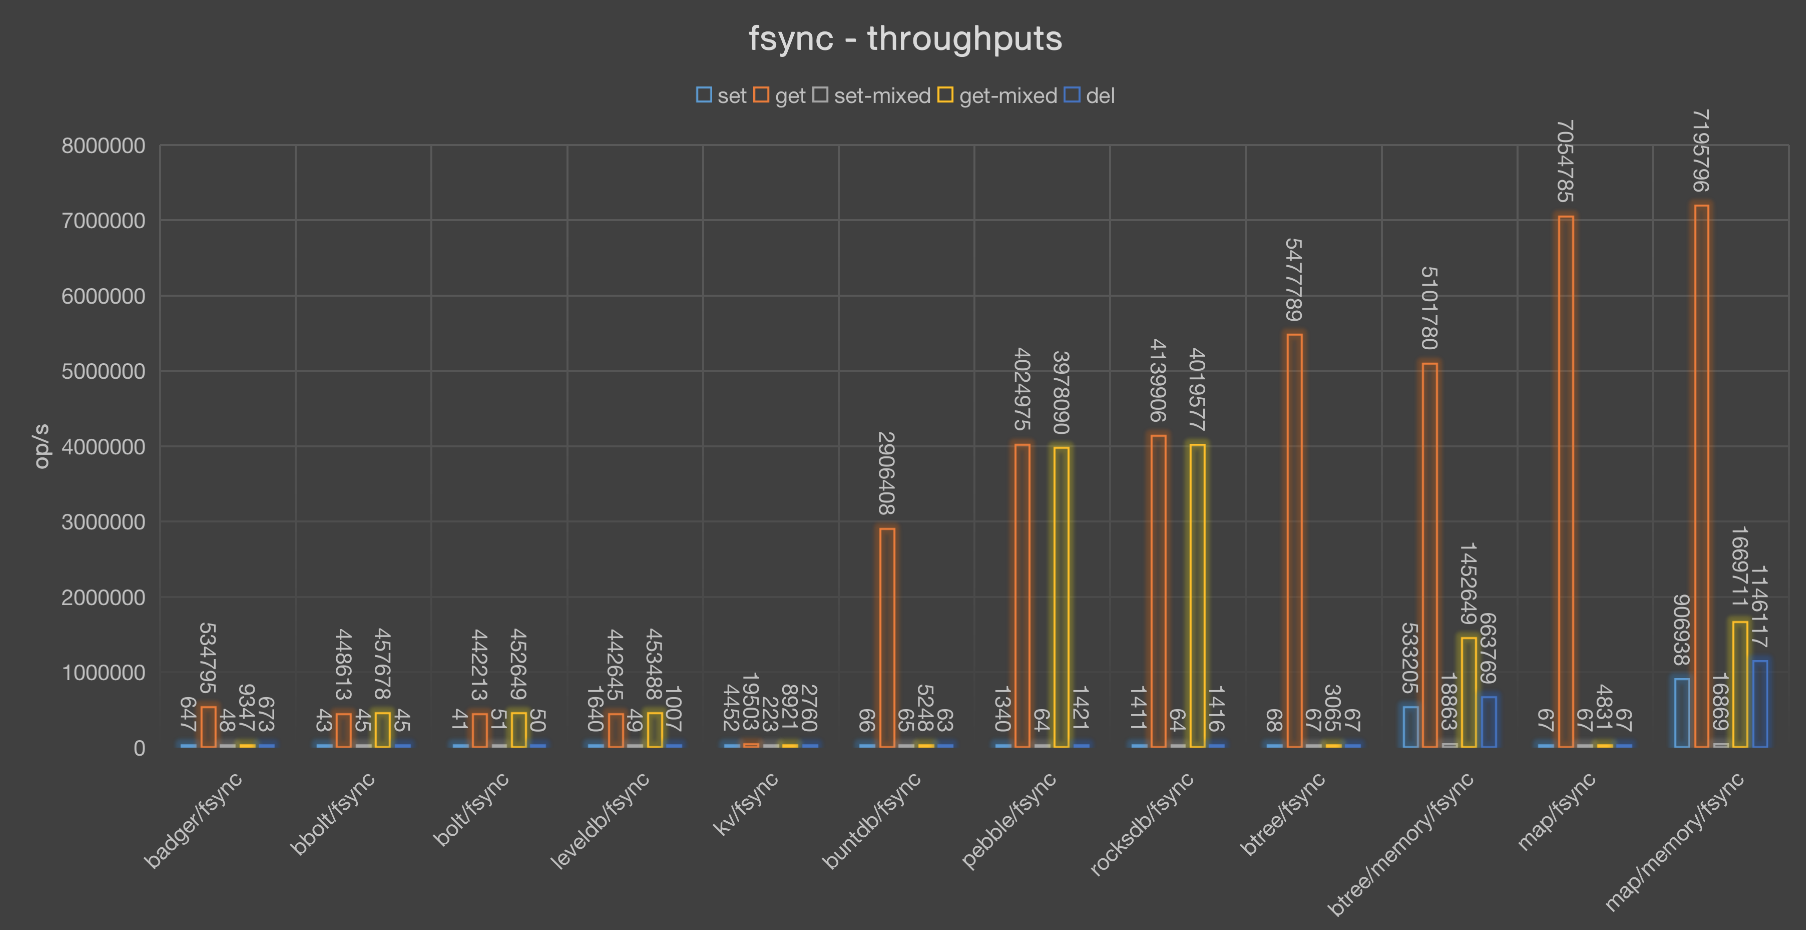 fsync - throughputs
set get set-mixed get-mixed del
8000000
7000000
6000000
5000000
4000000
3000000
2000000
1000000
0
op/s
647 534795 48 9347 673
43 448613 45 457678 45
41 442213 51 452649 50
1640 442645 49 453488 1007
4452 19503 223 8921 2760
66 2906408 65 5248 63
1340 4024975 64 3978090 1421
1411 4139906 64 4019577 1416
68 5477789 67 3065 67
533205 5101780 18863 1452649 663769
67 7054785 67 4831 67
906938 7195796 16869 1669711 1146117
badger/fsync
bbolt/fsync
bolt/fsync
leveldb/fsync
kv/fsync
buntdb/fsync
pebble/fsync
rocksdb/fsync
btree/fsync
btree/memory/fsync
map/fsync
map/memory/fsync